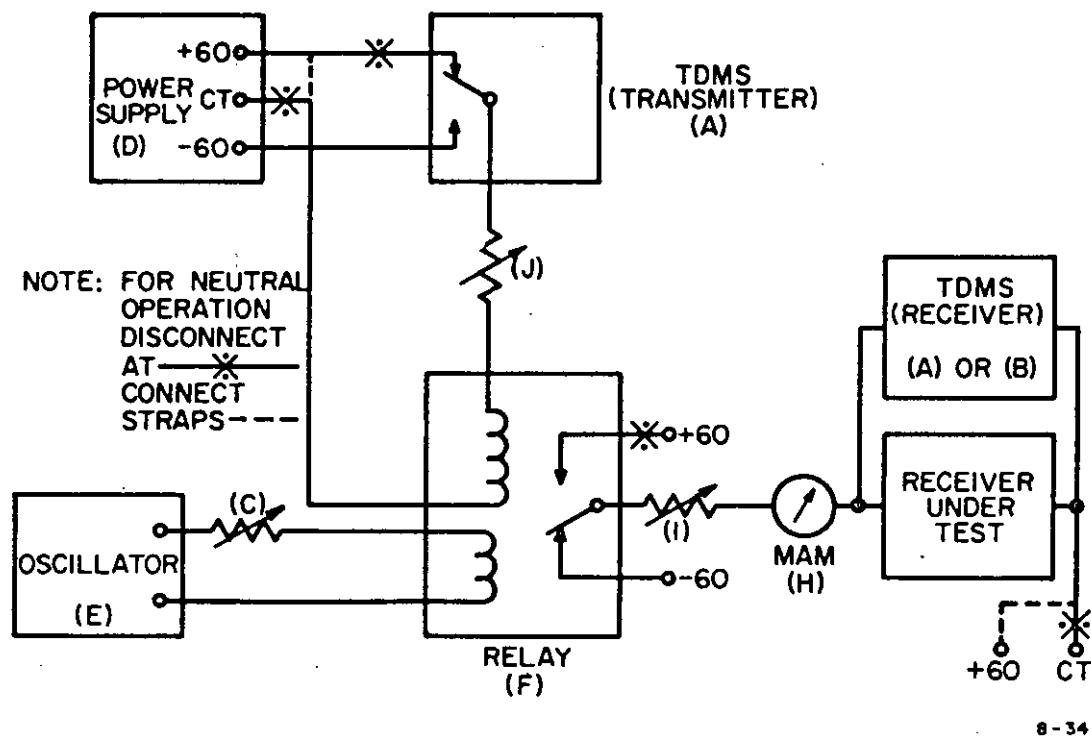 +60
POWER
SUPPLY
CT
(D)
-60
TDMS
(TRANSMITTER)
(A)
(J)
NOTE: FOR NEUTRAL
OPERATION
DISCONNECT
AT
CONNECT
STRAPS----
TDMS
(RECEIVER)
(A) OR (B)
+60
(C)
OSCILLATOR
(E)
(I)
-60
RELAY
(F)
MAM
(H)
RECEIVER
UNDER
TEST
+60
CT
8-34